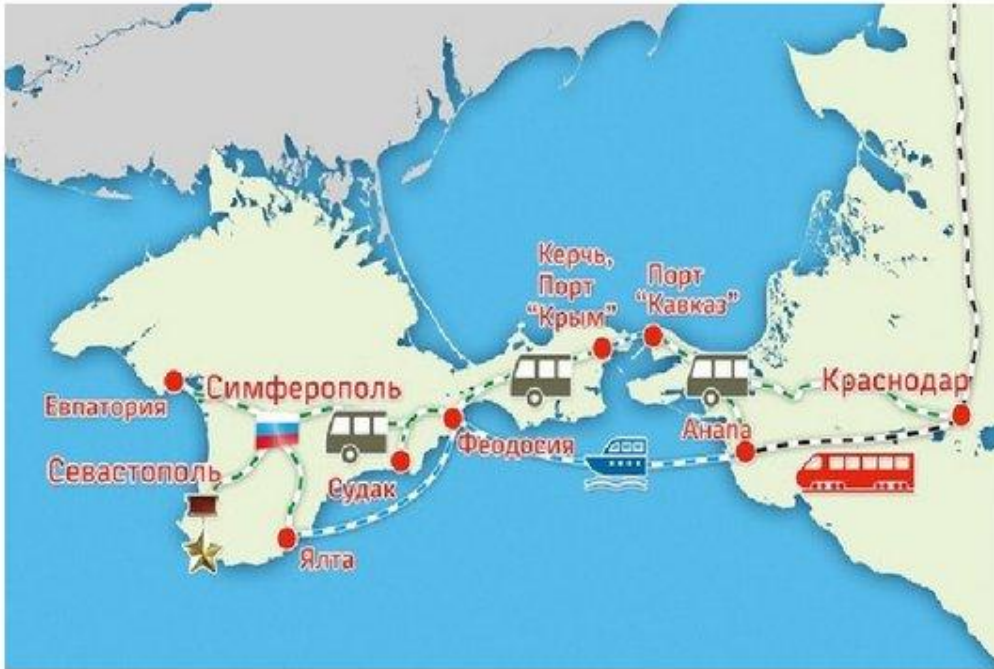 Керчь,
Порт
"Крым"
Порт
"Кавказ"
Евпатория
Симферополь
Краснодар
Севастополь
Судак
Феодосия
Анапа
Ялта